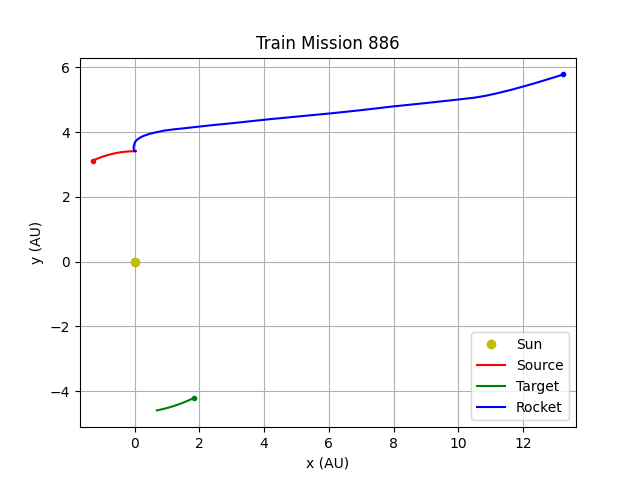 Train Mission 886
y (AU)
6
4
2
0
−2
−4
0 2 4 6 8 10 12
x (AU)
Sun
Source
Target
Rocket